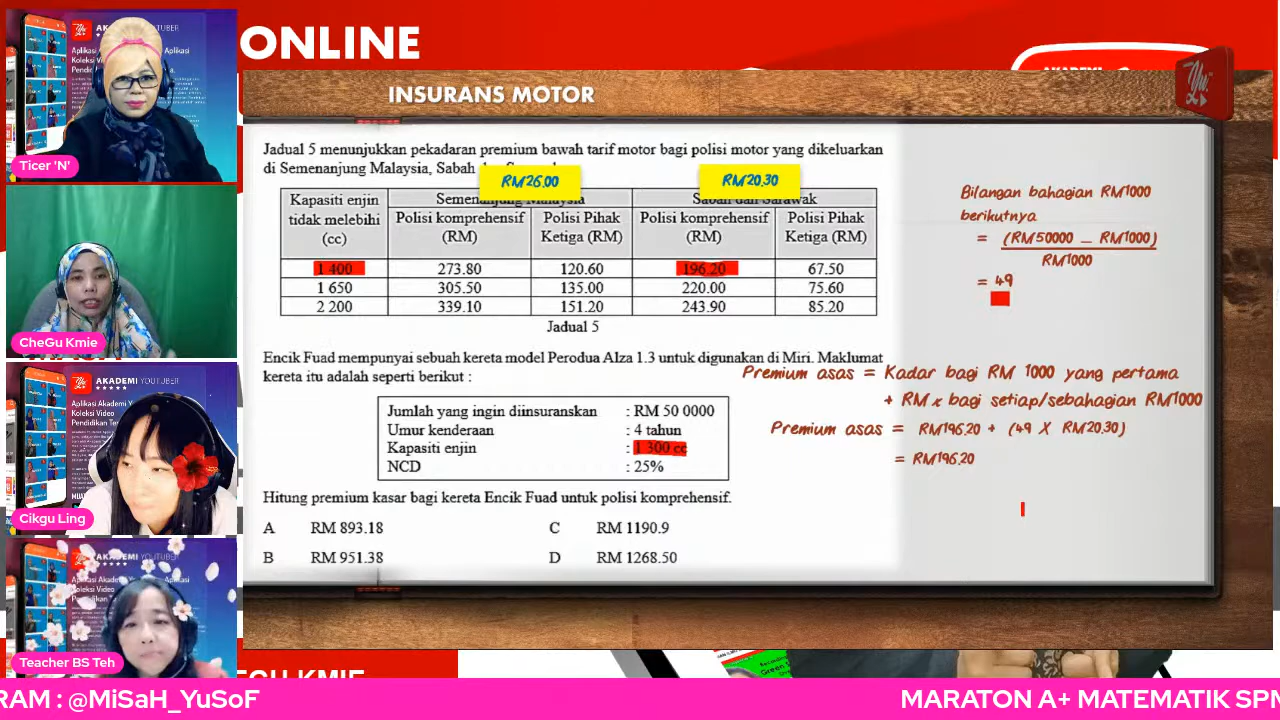 ONLINE
INSURANS MOTOR
Jadual 5 menunjukkan pekadaran premium bawah tarif motor bagi polisi motor yang dikeluarkan
di Semenanjung Malaysia, Sabah
RM26.00
RM20.30
Kapasiti enjin tidak melebihi (cc)
Semenanjung Malaysia
Sabah dan Sarawak
Polisi komprehensif (RM)
Polisi Pihak Ketiga (RM)
Polisi komprehensif (RM)
Polisi Pihak Ketiga (RM)
1 400 273.80 120.60 196.20 67.50
1 650 305.50 135.00 220.00 75.60
2 200 339.10 151.20 243.90 85.20
Jadual 5
Encik Fuad mempunyai sebuah kereta model Perodua Alza 1.3 untuk digunakan di Miri. Maklumat
kereta itu adalah seperti berikut :
Jumlah yang ingin diinsuranskan : RM 50 0000
Umur kenderaan : 4 tahun
Kapasiti enjin : 1 300 cc
NCD : 25%
Hitung premium kasar bagi kereta Encik Fuad untuk polisi komprehensif.
A RM 893.18
C RM 1190.9
B RM 951.38
D RM 1268.50
Bilangan bahagian RM1000
berikutnya
= (RM50000 - RM1000)
RM1000
= 49
Premium asas = Kadar bagi RM 1000 yang pertama
+ RMx bagi setiap/sebahagian RM1000
Premium asas = RM196.20 + (49 X RM20.30)
= RM196.20
Ticer 'N'
CheGu Kmie
Cikgu Ling
Teacher BS Teh
AKADEMI YOUTUBER
RAM : @MiSaH_YuSoF
MARATON A+ MATEMATIK SPM